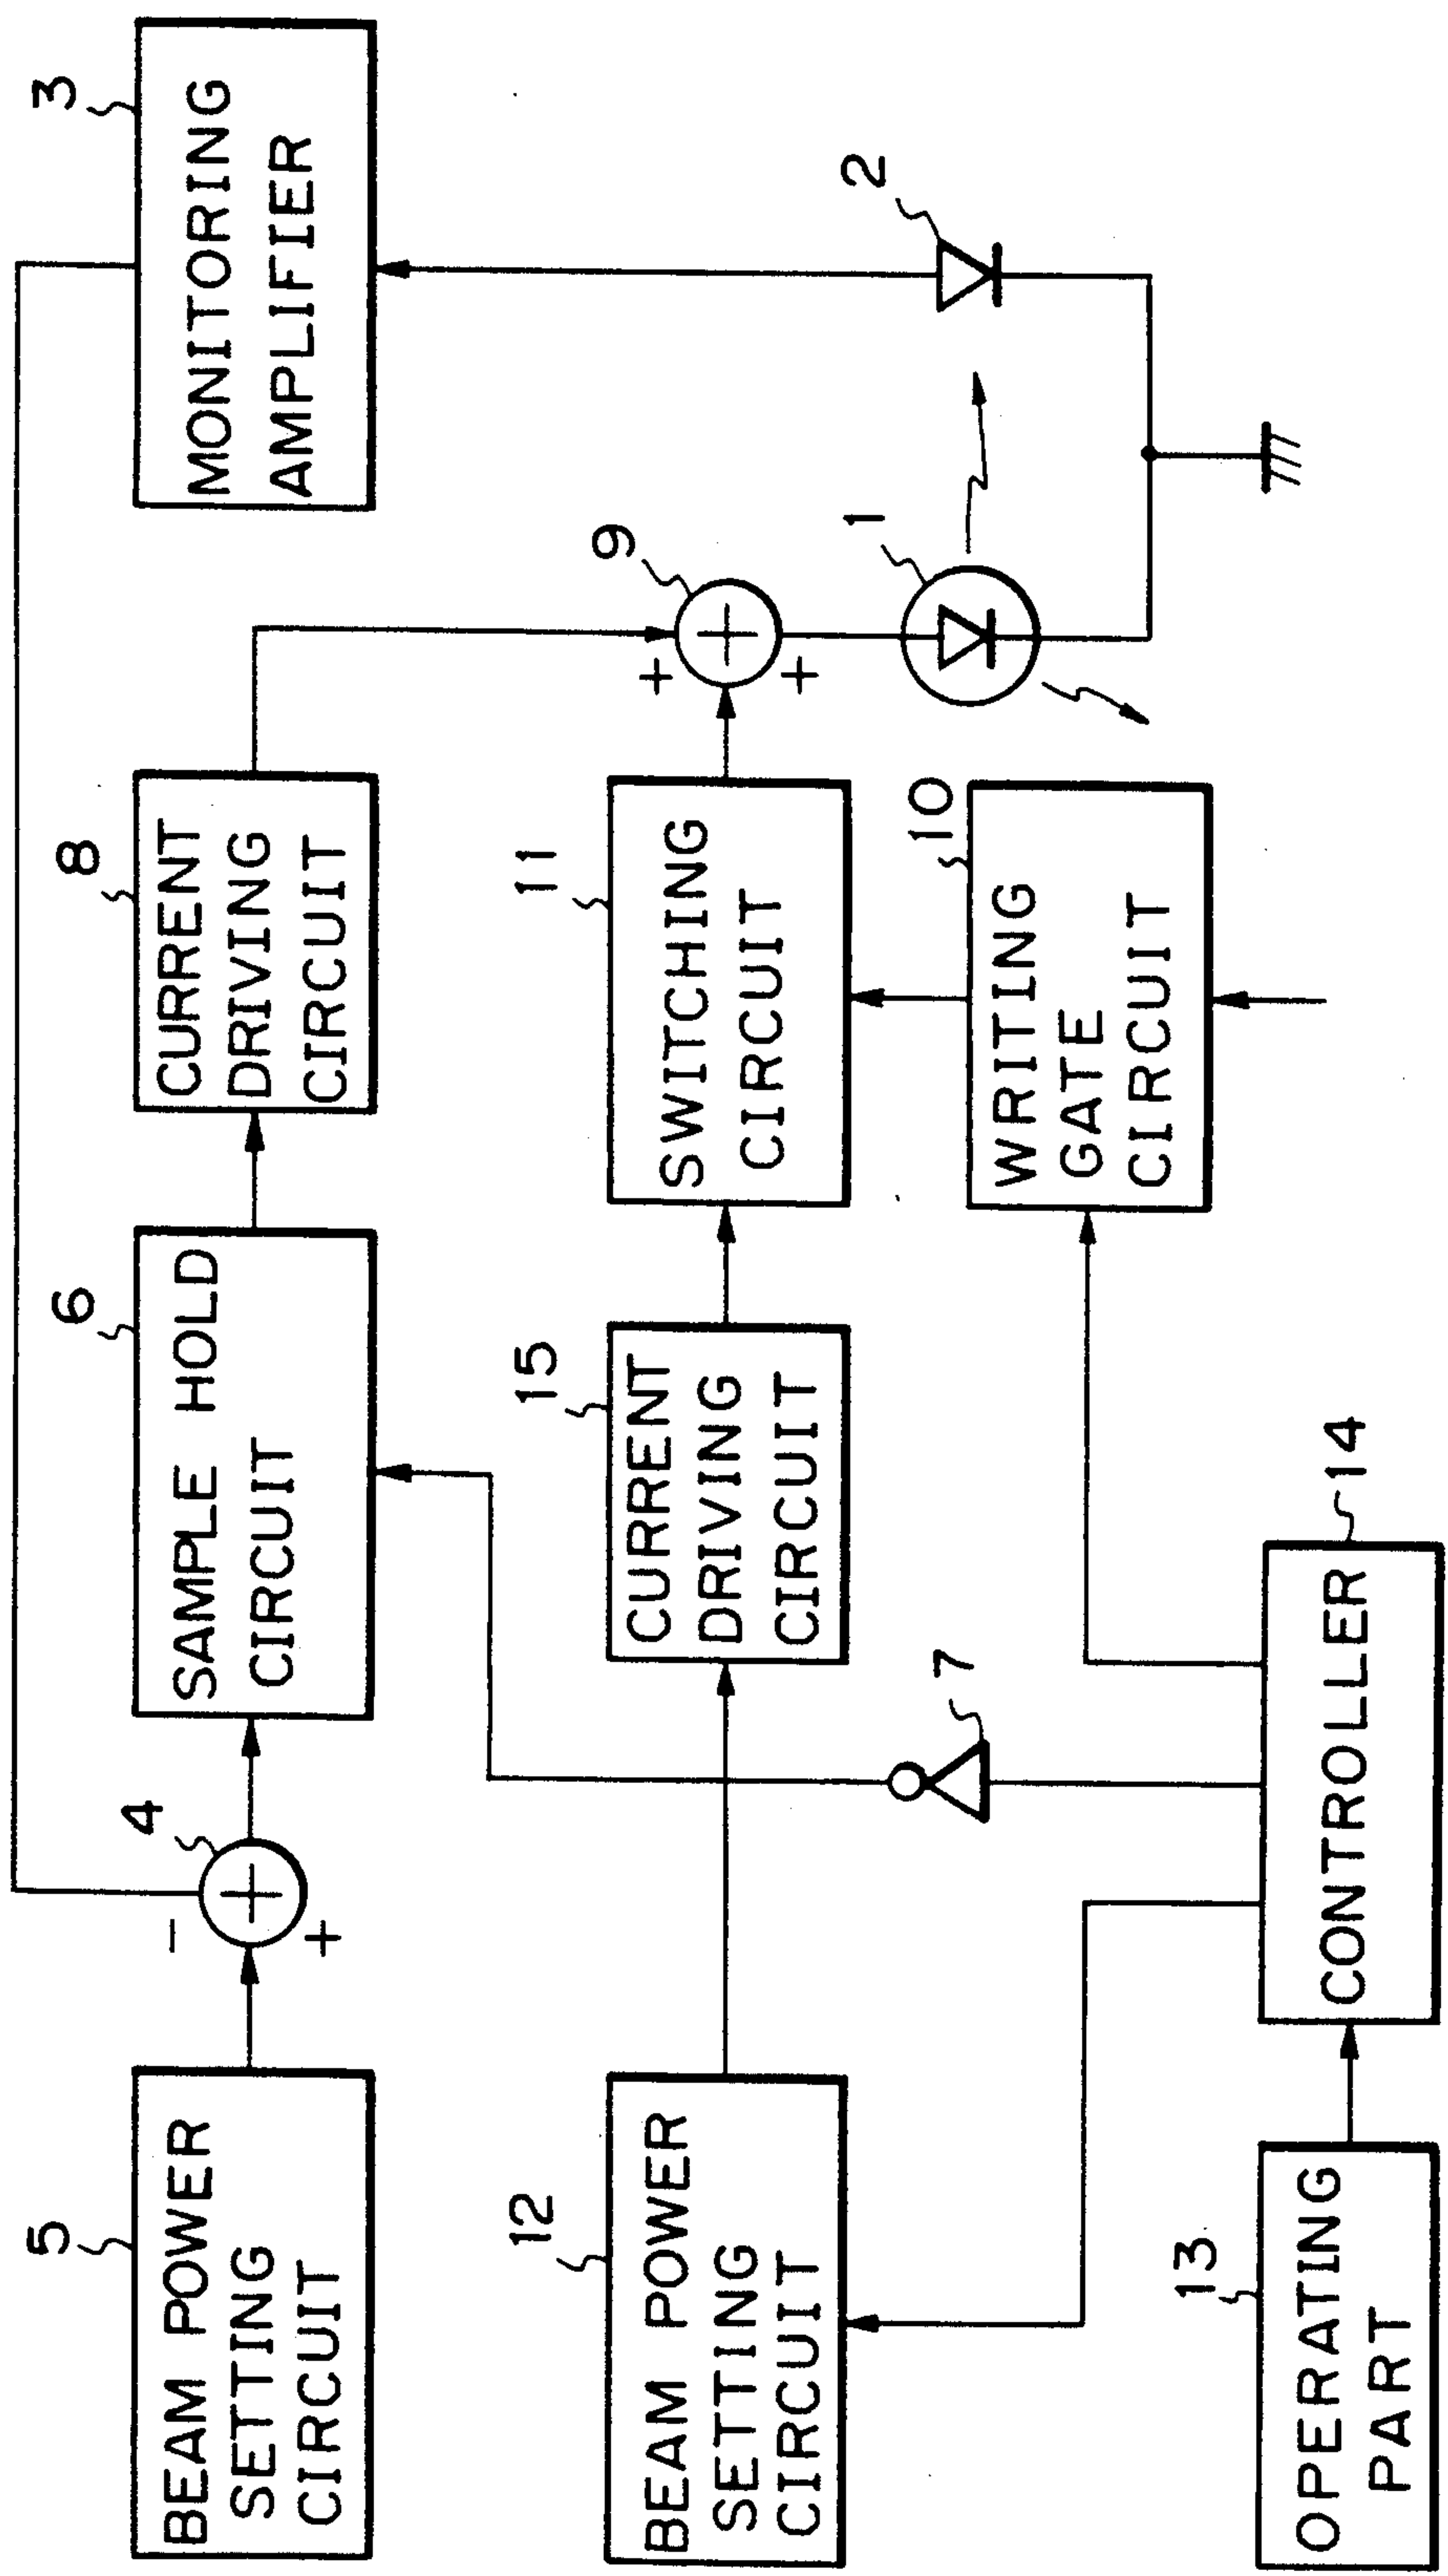 5
BEAM POWER
SETTING
CIRCUIT
4
−
+
6
SAMPLE HOLD
CIRCUIT
8
CURRENT
DRIVING
CIRCUIT
3
MONITORING
AMPLIFIER
12
BEAM POWER
SETTING
CIRCUIT
15
CURRENT
DRIVING
CIRCUIT
11
SWITCHING
CIRCUIT
9
+
+
7
10
WRITING
GATE
CIRCUIT
1
2
13
OPERATING
PART
14
CONTROLLER